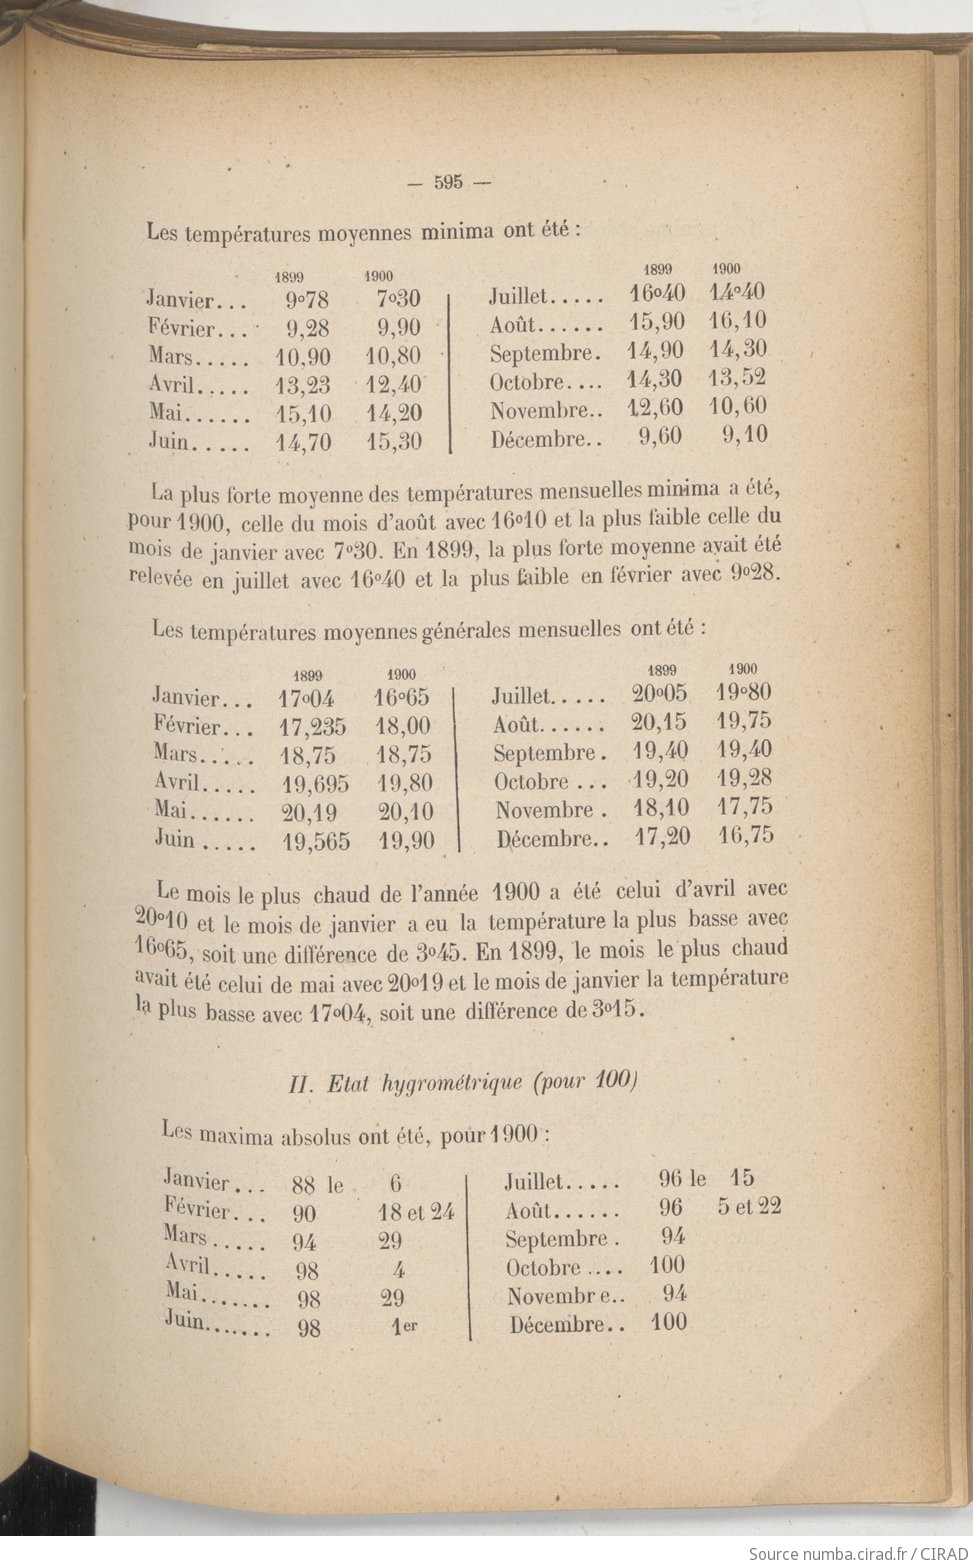 — 595 —
Les températures moyennes minima ont été :
1899 1900 1899 1900
Janvier... 9°78 7°30 Juillet..... 16°40 14°40
Février... 9,28 9,90 Août...... 15,90 16,10
Mars..... 10,90 10,80 Septembre. 14,90 14,30
Avril..... 13,23 12,40 Octobre.... 14,30 13,52
Mai...... 15,10 14,20 Novembre.. 12,60 10,60
Juin..... 14,70 15,30 Décembre.. 9,60 9,10
La plus forte moyenne des températures mensuelles minima a été,
pour 1900, celle du mois d'août avec 16°10 et la plus faible celle du
mois de janvier avec 7°30. En 1899, la plus forte moyenne avait été
relevée en juillet avec 16°40 et la plus faible en février avec 9°28.
Les températures moyennes générales mensuelles ont été :
1899 1900 1899 1900
Janvier... 17°04 16°65 Juillet..... 20°05 19°80
Février... 17,235 18,00 Août...... 20,15 19,75
Mars..... 18,75 18,75 Septembre. 19,40 19,40
Avril..... 19,695 19,80 Octobre ... 19,20 19,28
Mai...... 20,19 20,10 Novembre . 18,10 17,75
Juin ..... 19,565 19,90 Décembre.. 17,20 16,75
Le mois le plus chaud de l'année 1900 a été celui d'avril avec
20°10 et le mois de janvier a eu la température la plus basse avec
16°65, soit une différence de 3°45. En 1899, le mois le plus chaud
avait été celui de mai avec 20°19 et le mois de janvier la température
la plus basse avec 17°04, soit une différence de 3°15.
II. Etat hygrométrique (pour 100)
Les maxima absolus ont été, pour 1900 :
Janvier... 88 le 6 Juillet..... 96 le 15
Février... 90 18 et 24 Août...... 96 5 et 22
Mars ..... 94 29 Septembre . 94
Avril..... 98 4 Octobre .... 100
Mai....... 98 29 Novembre.. 94
Juin....... 98 1er Décembre.. 100
Source numba.cirad.fr / CIRAD